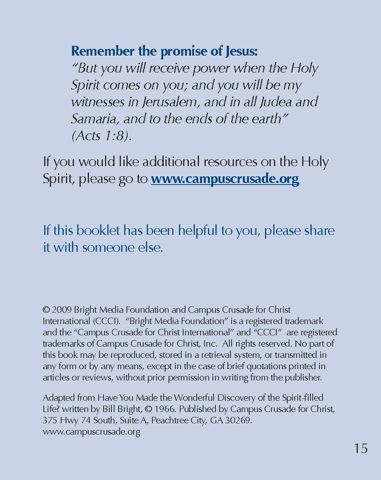 Remember the promise of Jesus:
“But you will receive power when the Holy
Spirit comes on you; and you will be my
witnesses in Jerusalem, and in all Judea and
Samaria, and to the ends of the earth”
(Acts 1:8).
If you would like additional resources on the Holy
Spirit, please go to www.campuscrusade.org
If this booklet has been helpful to you, please share
it with someone else.
© 2009 Bright Media Foundation and Campus Crusade for Christ
International (CCCI).  “Bright Media Foundation” is a registered trademark
and the “Campus Crusade for Christ International” and “CCCI”  are registered
trademarks of Campus Crusade for Christ, Inc.  All rights reserved. No part of
this book may be reproduced, stored in a retrieval system, or transmitted in
any form or by any means, except in the case of brief quotations printed in
articles or reviews, without prior permission in writing from the publisher.
Adapted from Have You Made the Wonderful Discovery of the Spirit-filled
Life? written by Bill Bright, © 1966. Published by Campus Crusade for Christ,
375 Hwy 74 South, Suite A, Peachtree City, GA 30269.
www.campuscrusade.org
15